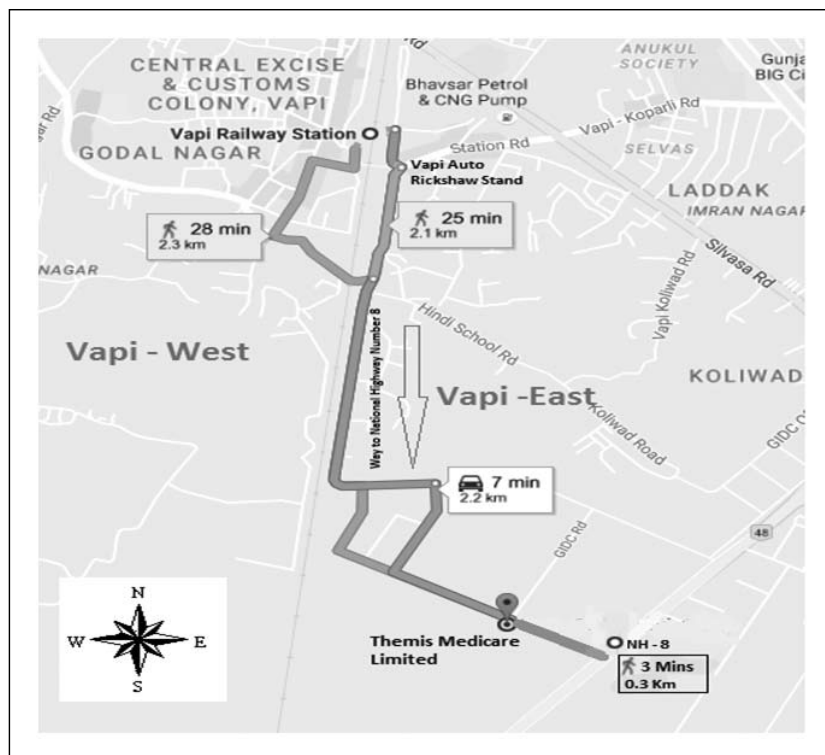 Rd
ANUKUL
SOCIETY
Gunj
BIG Ci
CENTRAL EXCISE
& CUSTOMS
COLONY, VAPI
Bhavsar Petrol
& CNG Pump
Vapi - Koparli Rd
Vapi Railway Station
Station Rd
SELVAS
GODAL NAGAR
Vapi Auto
Rickshaw Stand
LADDAK
IMRAN NAGAR
28 min
2.3 km
25 min
2.1 km
Silvasa Rd
NAGAR
Vapi Koliwad Rd
Hindi School Rd
Way to National Highway Number 8
Vapi - West
Vapi -East
KOLIWAD
Koliwad Road
7 min
2.2 km
GIDC Rd
48
N
W E
S
Themis Medicare
Limited
NH - 8
3 Mins
0.3 Km